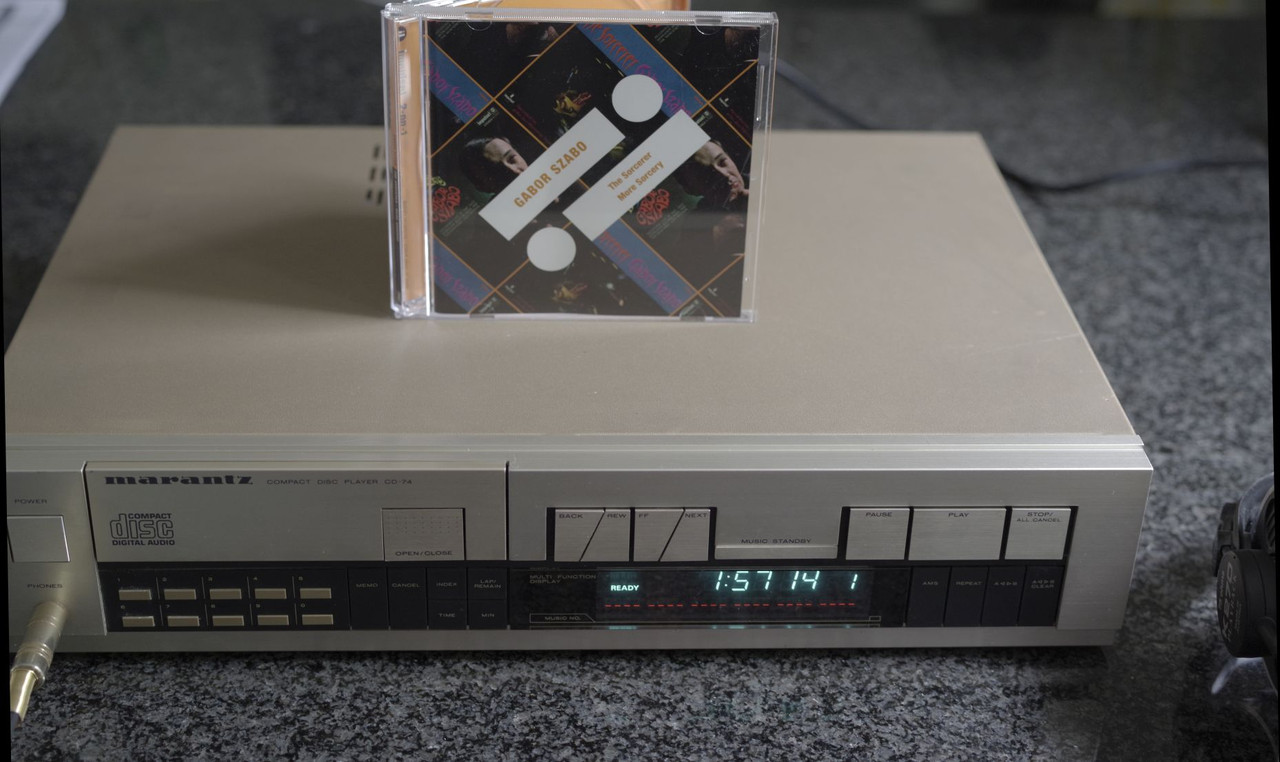 GABOR SZABO
The Sorcerer
More Sorcery
marantz COMPACT DISC PLAYER CD-74
POWER
COMPACT
disc
DIGITAL AUDIO
OPEN/CLOSE
BACK
REW
FF
NEXT
MUSIC STANDBY
PAUSE
PLAY
STOP/
ALL CANCEL
PHONES
MEMO
CANCEL
INDEX
LAP/
REMAIN
TIME
MIN
MULTI FUNCTION
DISPLAY
READY
1:57 14 1
MUSIC NO.
AMS
REPEAT
A↔B
A↔B
CLEAR